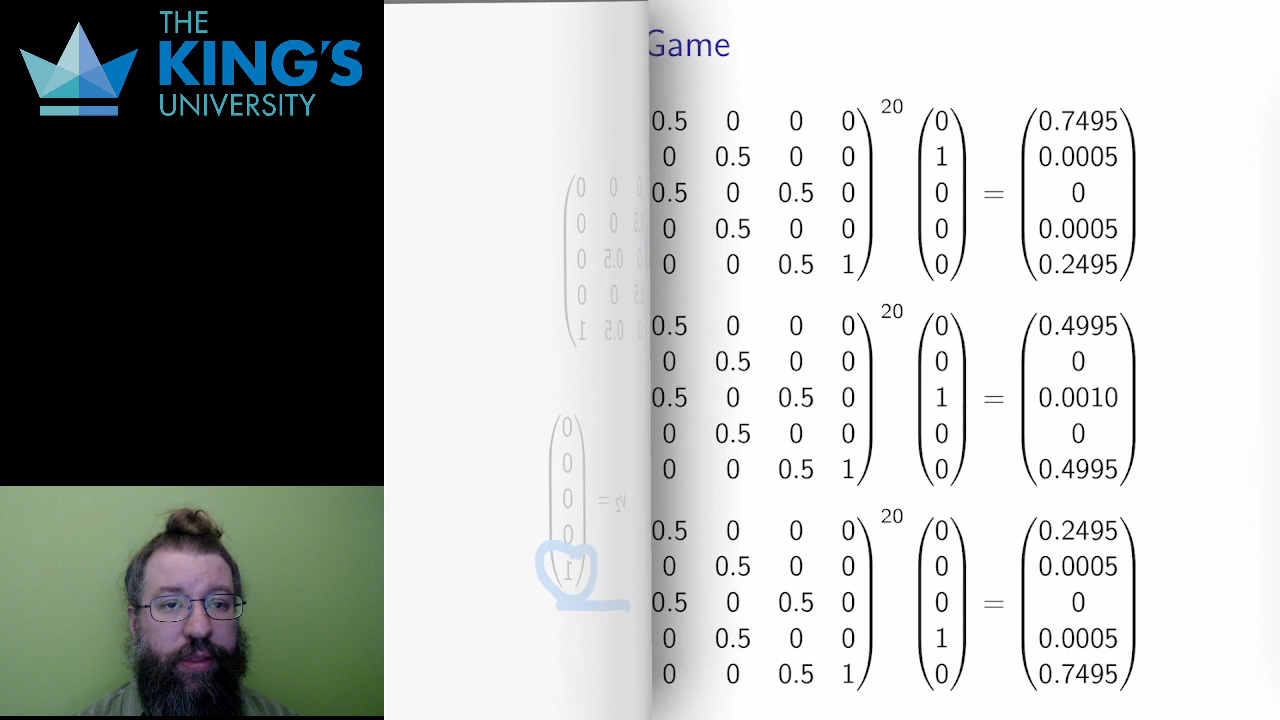 THE
KING'S
UNIVERSITY
Game
0.5 0 0 0 20 0 0.7495
0 0.5 0 0 1 0.0005
0.5 0 0.5 0 0 = 0
0 0.5 0 0 0 0.0005
0 0 0.5 1 0 0.2495
0.5 0 0 0 20 0 0.4995
0 0.5 0 0 0 0
0.5 0 0.5 0 1 = 0.0010
0 0.5 0 0 0 0
0 0 0.5 1 0 0.4995
0.5 0 0 0 20 0 0.2495
0 0.5 0 0 0 0.0005
0.5 0 0.5 0 0 = 0
0 0.5 0 0 1 0.0005
0 0 0.5 1 0 0.7495